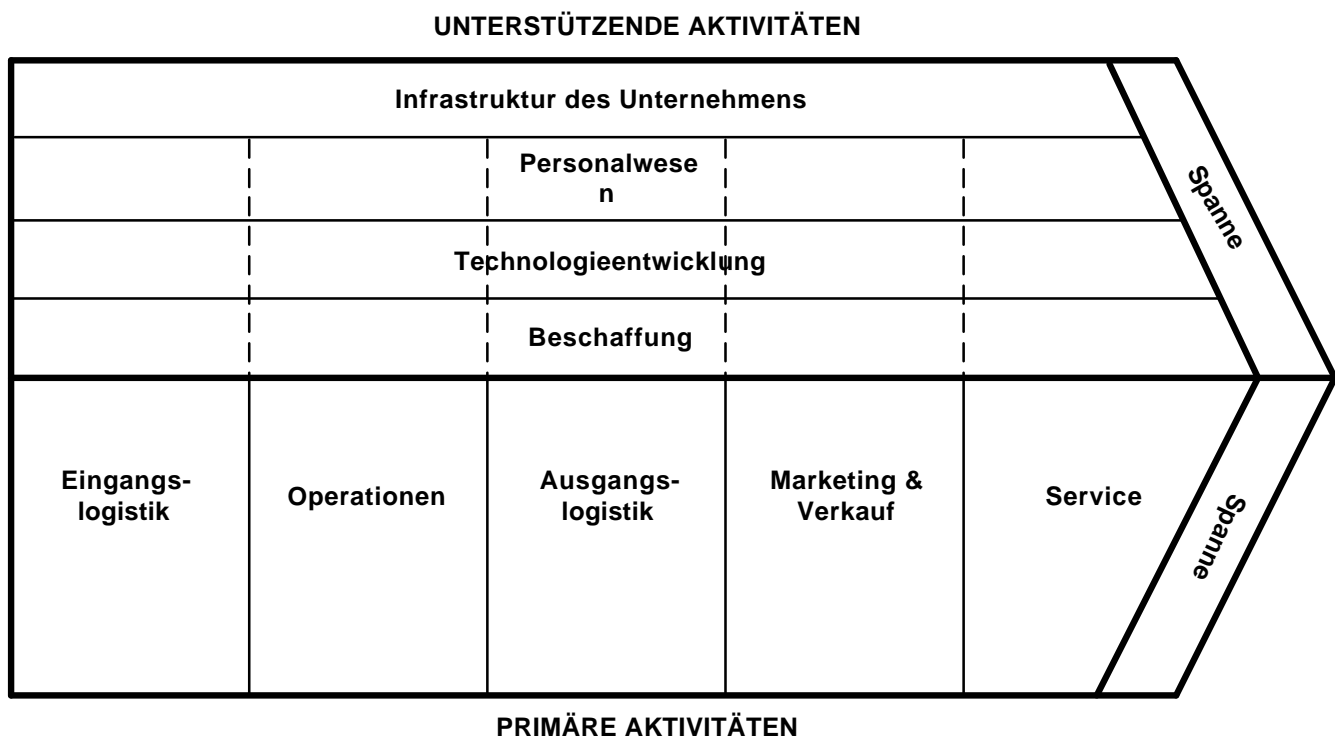 UNTERSTÜTZENDE AKTIVITÄTEN
Infrastruktur des Unternehmens
Personalwese
n
Technologieentwicklung
Beschaffung
Spanne
Eingangs-
logistik
Operationen
Ausgangs-
logistik
Marketing &
Verkauf
Service
Spanne
PRIMÄRE AKTIVITÄTEN